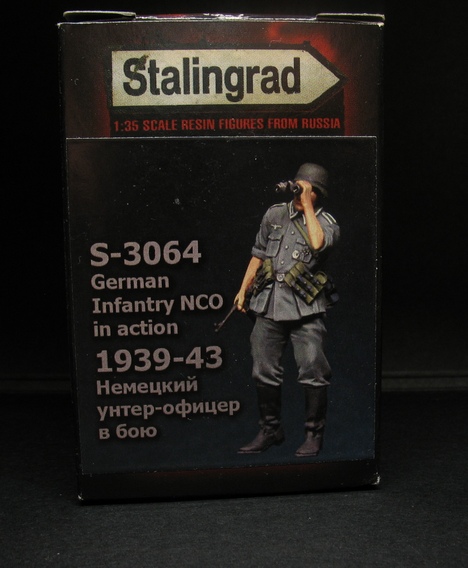 Stalingrad
1:35 SCALE RESIN FIGURES FROM RUSSIA
S-3064
German
Infantry NCO
in action
1939-43
Немецкий
унтер-офицер
в бою